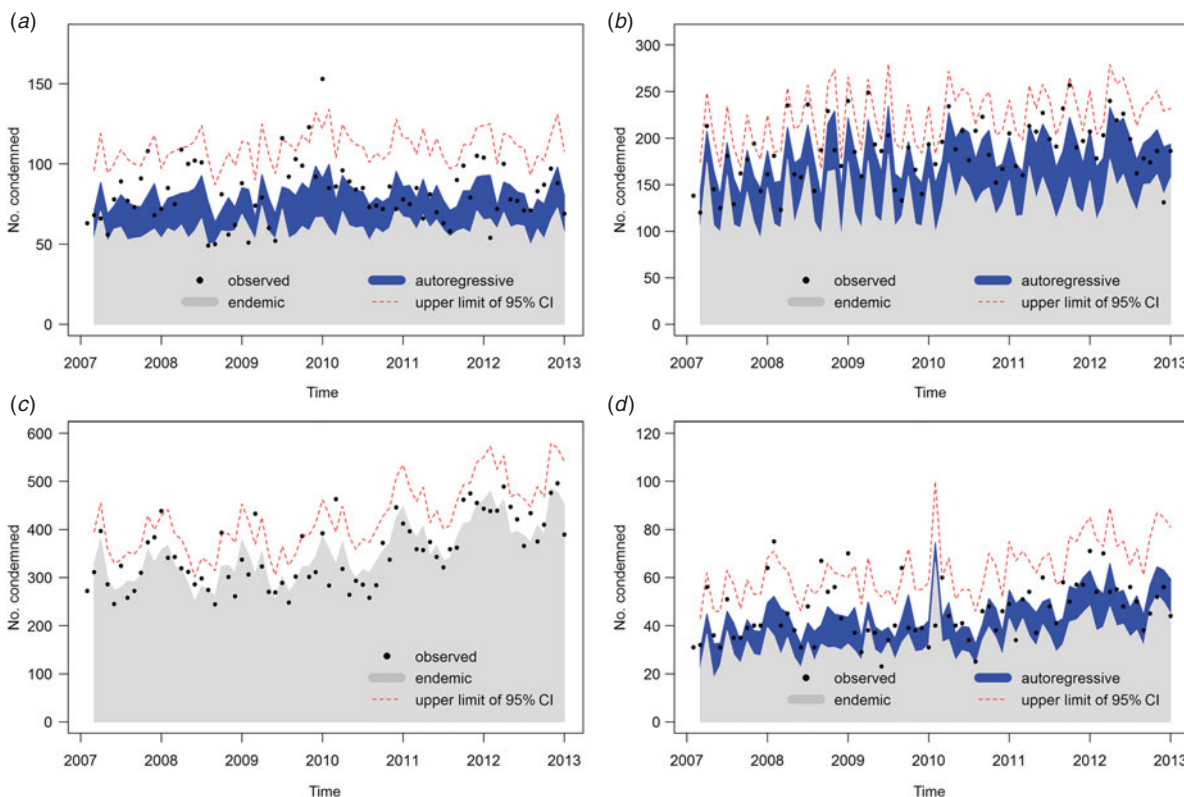 (a)
No. condemned
150
100
50
0
observed
autoregressive
endemic
upper limit of 95% CI
2007 2008 2009 2010 2011 2012 2013
Time
(b)
No. condemned
300
250
200
150
100
50
0
observed
autoregressive
endemic
upper limit of 95% CI
2007 2008 2009 2010 2011 2012 2013
Time
(c)
No. condemned
600
500
400
300
200
100
0
observed
endemic
upper limit of 95% CI
2007 2008 2009 2010 2011 2012 2013
Time
(d)
No. condemned
120
100
80
60
40
20
0
observed
autoregressive
endemic
upper limit of 95% CI
2007 2008 2009 2010 2011 2012 2013
Time